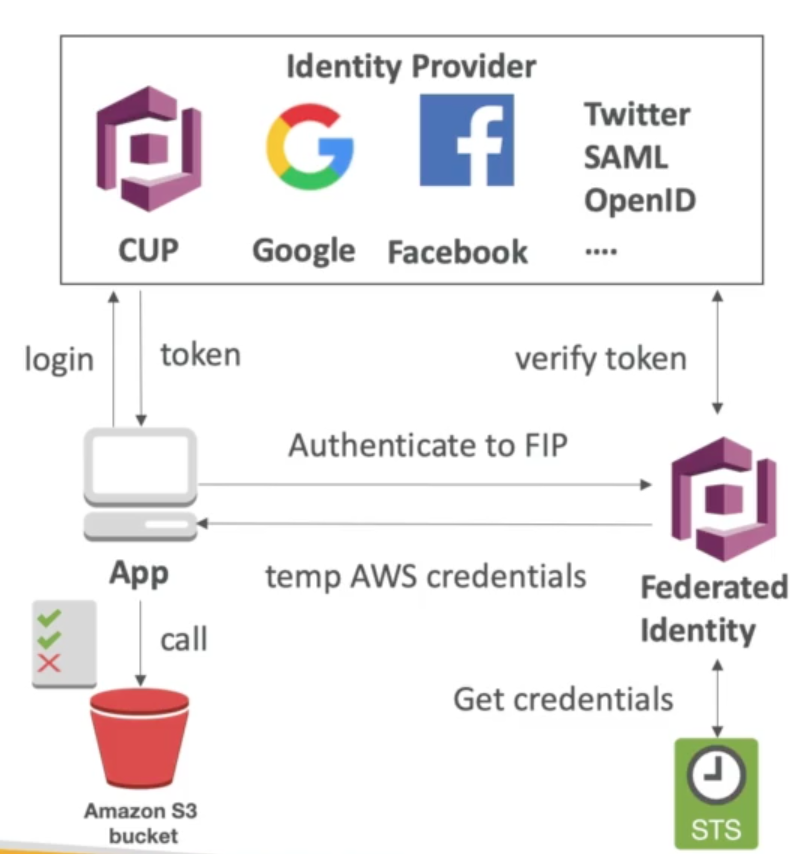 Identity Provider
Twitter
SAML
OpenID
....
CUP
Google
Facebook
login
token
verify token
Authenticate to FIP
App
temp AWS credentials
Federated
Identity
call
Get credentials
Amazon S3
bucket
STS